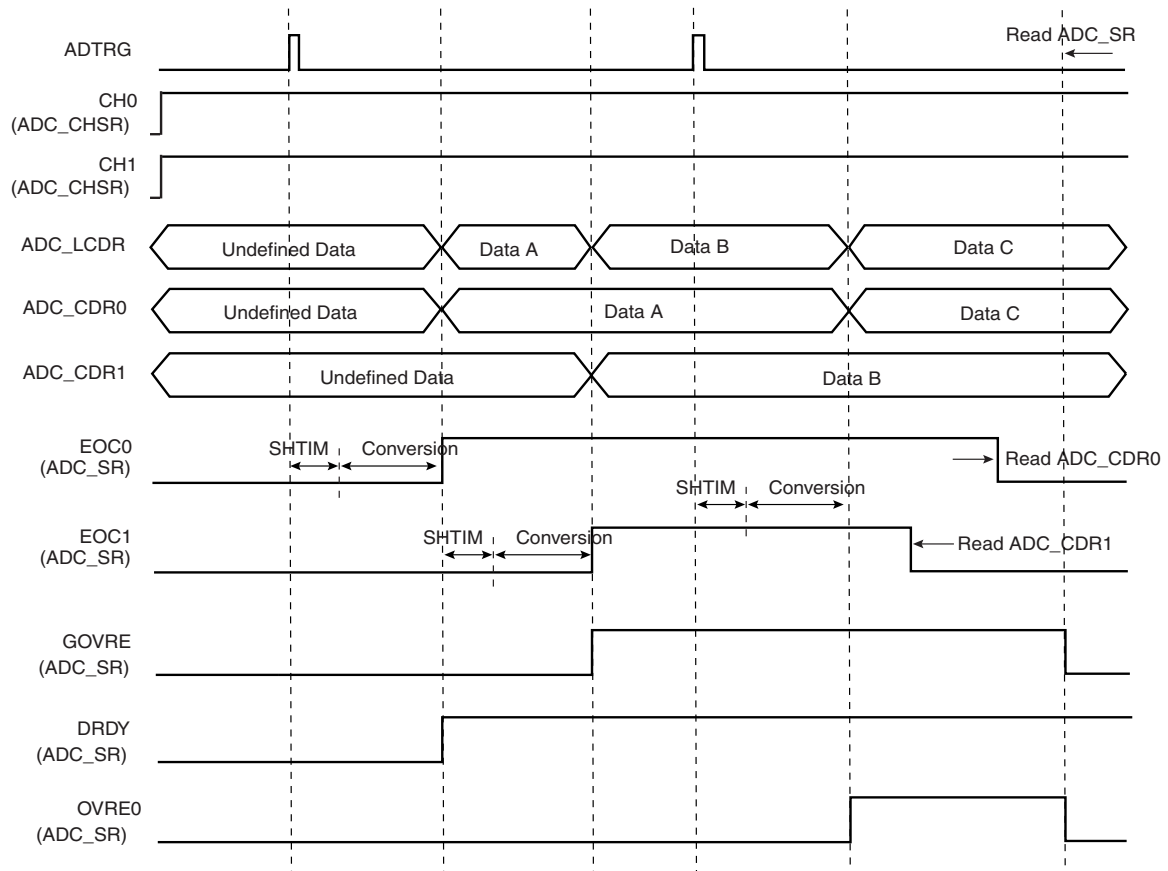 Read ADC_SR
ADTRG
CH0
(ADC_CHSR)
CH1
(ADC_CHSR)
ADC_LCDR
Undefined Data
Data A
Data B
Data C
ADC_CDR0
Undefined Data
Data A
Data C
ADC_CDR1
Undefined Data
Data B
EOC0
(ADC_SR)
SHTIM
Conversion
Read ADC_CDR0
SHTIM
Conversion
EOC1
(ADC_SR)
SHTIM
Conversion
Read ADC_CDR1
GOVRE
(ADC_SR)
DRDY
(ADC_SR)
OVRE0
(ADC_SR)